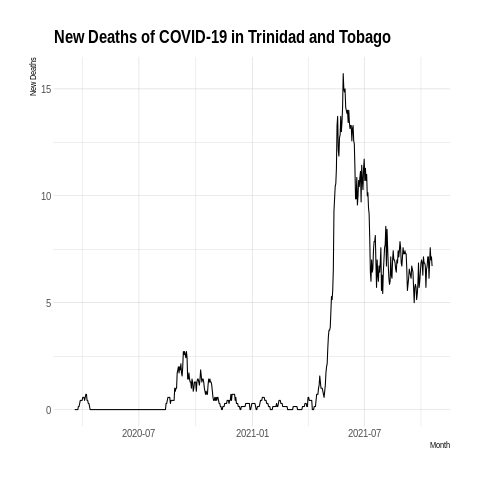 New Deaths of COVID-19 in Trinidad and Tobago
New Deaths
15
10
5
0
2020-07 2021-01 2021-07
Month